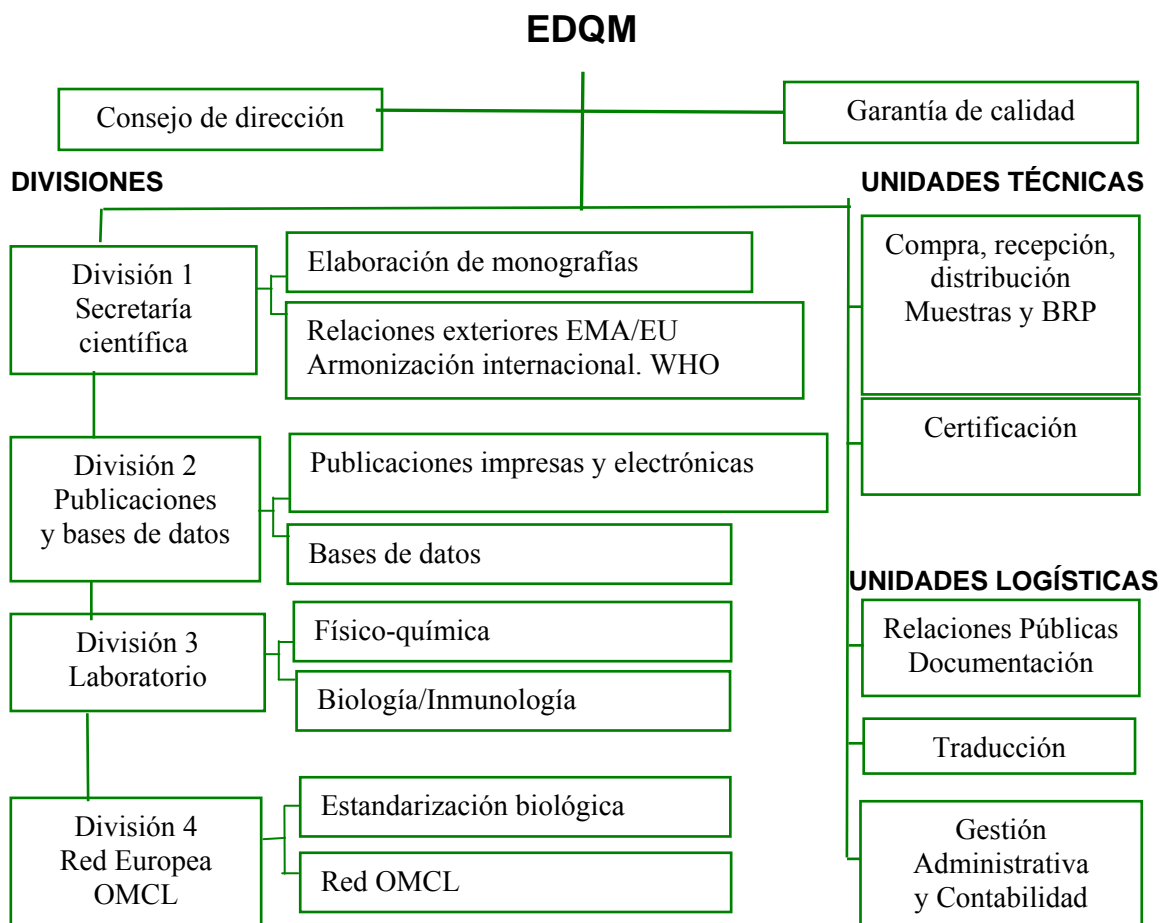 EDQM
Consejo de dirección
Garantía de calidad
DIVISIONES
División 1
Secretaría
científica
Elaboración de monografías
Relaciones exteriores EMA/EU
Armonización internacional. WHO
División 2
Publicaciones
y bases de datos
Publicaciones impresas y electrónicas
Bases de datos
División 3
Laboratorio
Físico-química
Biología/Inmunología
División 4
Red Europea
OMCL
Estandarización biológica
Red OMCL
UNIDADES TÉCNICAS
Compra, recepción,
distribución
Muestras y BRP
Certificación
UNIDADES LOGÍSTICAS
Relaciones Públicas
Documentación
Traducción
Gestión
Administrativa
y Contabilidad